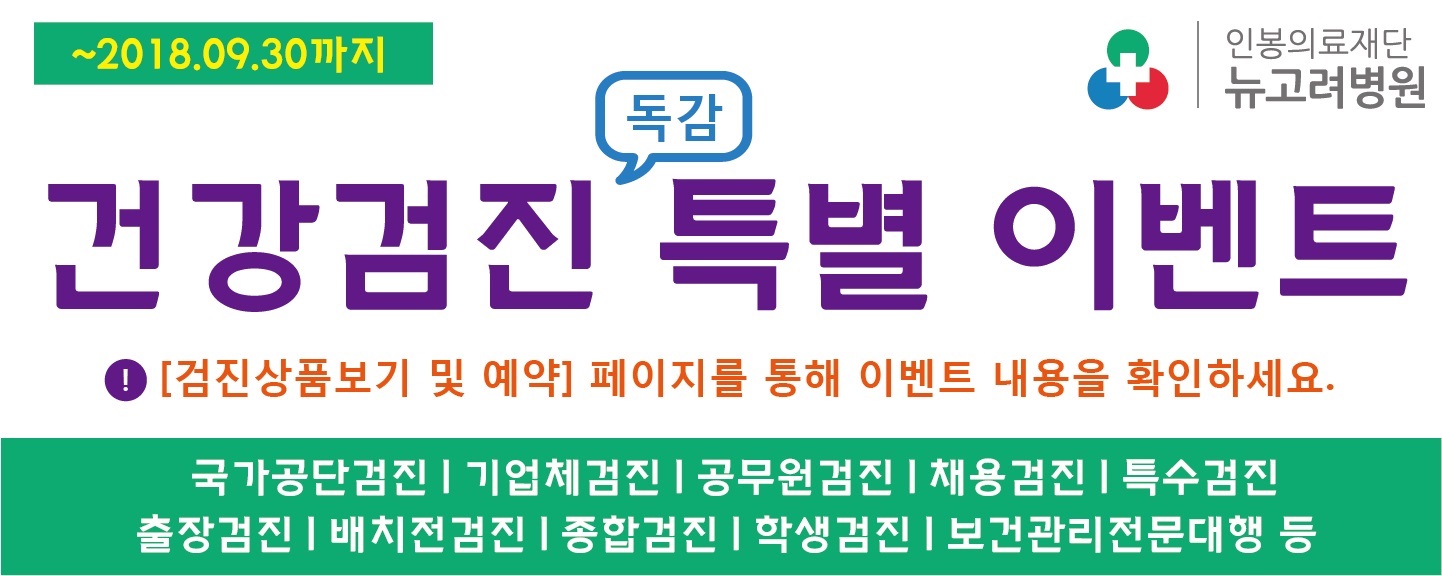 ~2018.09.30까지
인봉의료재단
뉴고려병원
독감
건강검진 특별 이벤트
! [검진상품보기 및 예약] 페이지를 통해 이벤트 내용을 확인하세요.
국가공단검진 | 기업체검진 | 공무원검진 | 채용검진 | 특수검진
출장검진 | 배치전검진 | 종합검진 | 학생검진 | 보건관리전문대행 등